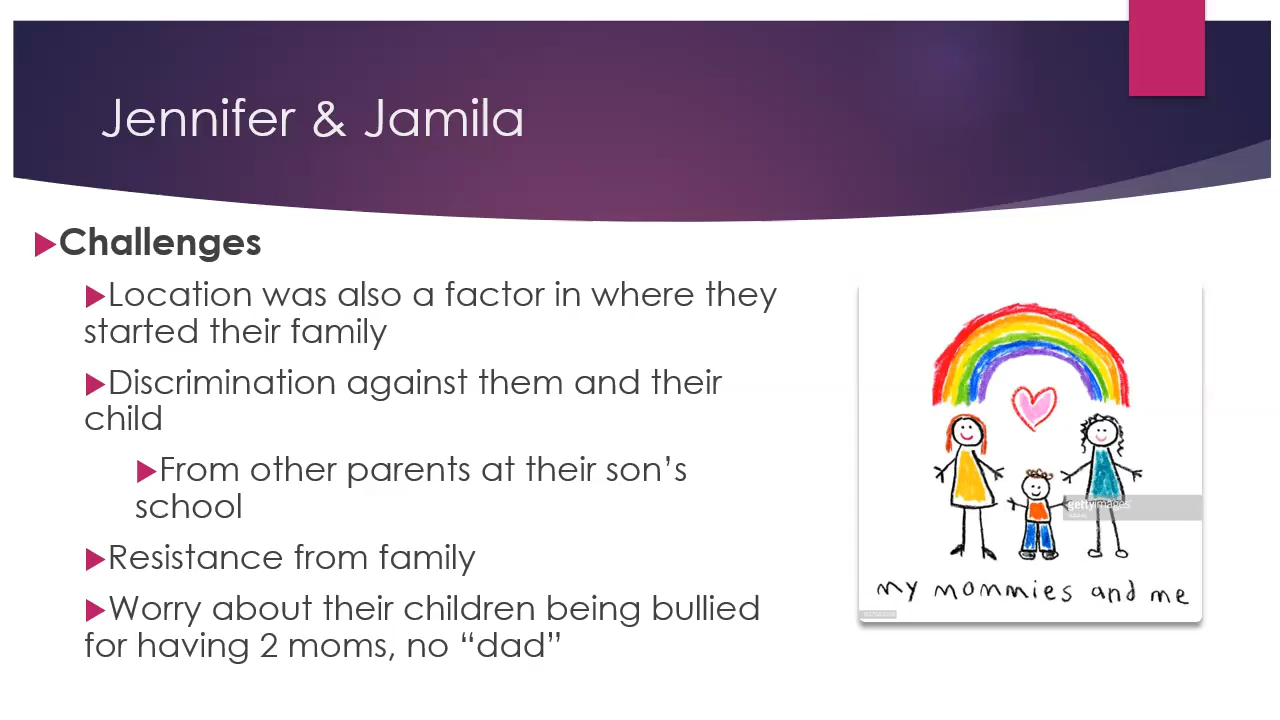 Jennifer & Jamila
Challenges
Location was also a factor in where they
started their family
Discrimination against them and their
child
From other parents at their son’s
school
Resistance from family
Worry about their children being bullied
for having 2 moms, no “dad”
gettyimages
my mommies and me